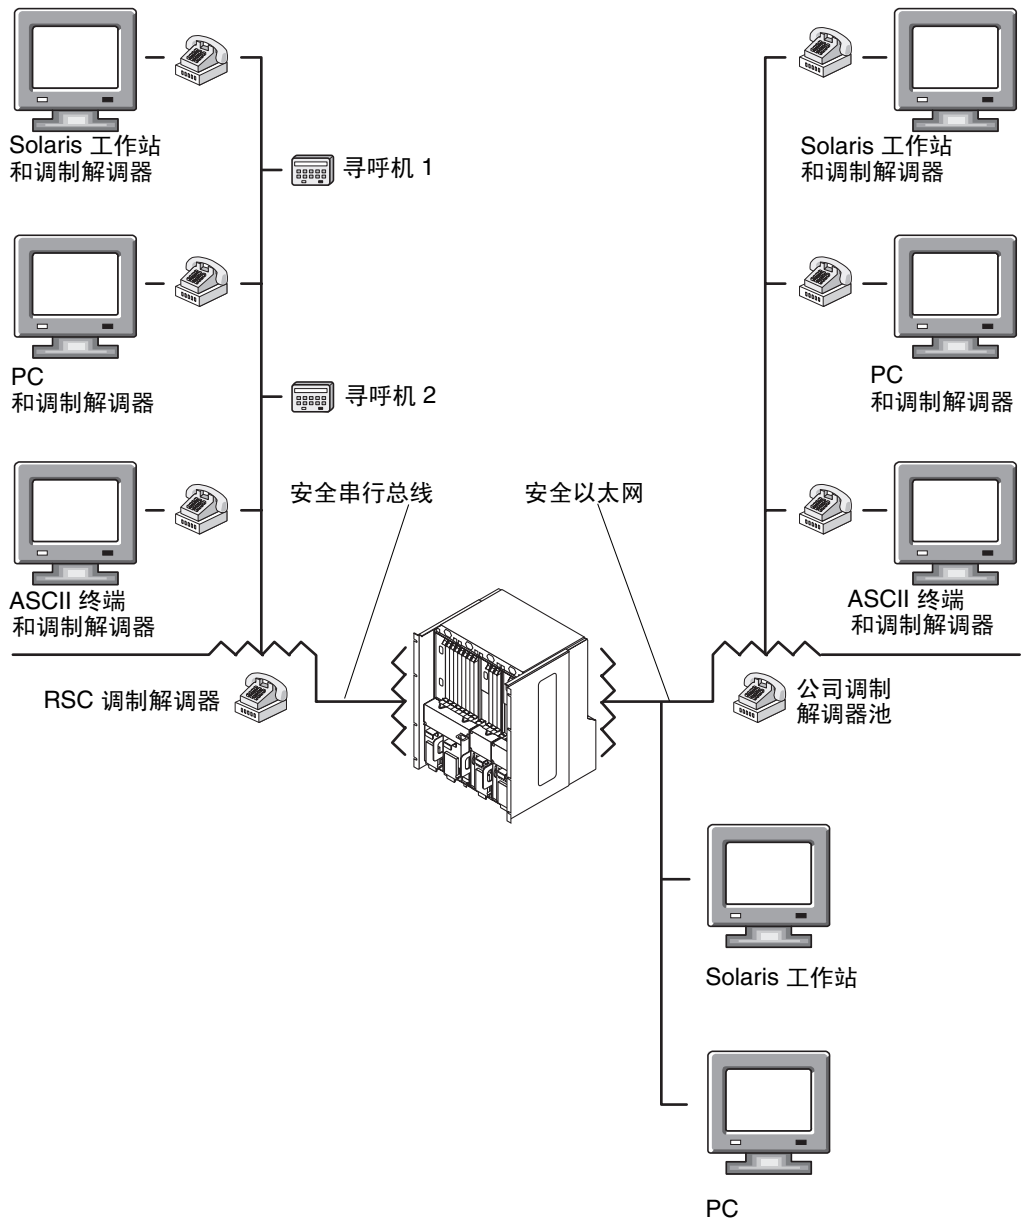 Solaris 工作站
和调制解调器
Solaris 工作站
和调制解调器
寻呼机 1
PC
和调制解调器
PC
和调制解调器
寻呼机 2
安全串行总线
安全以太网
ASCII 终端
和调制解调器
ASCII 终端
和调制解调器
RSC 调制解调器
公司调制
解调器池
Solaris 工作站
PC